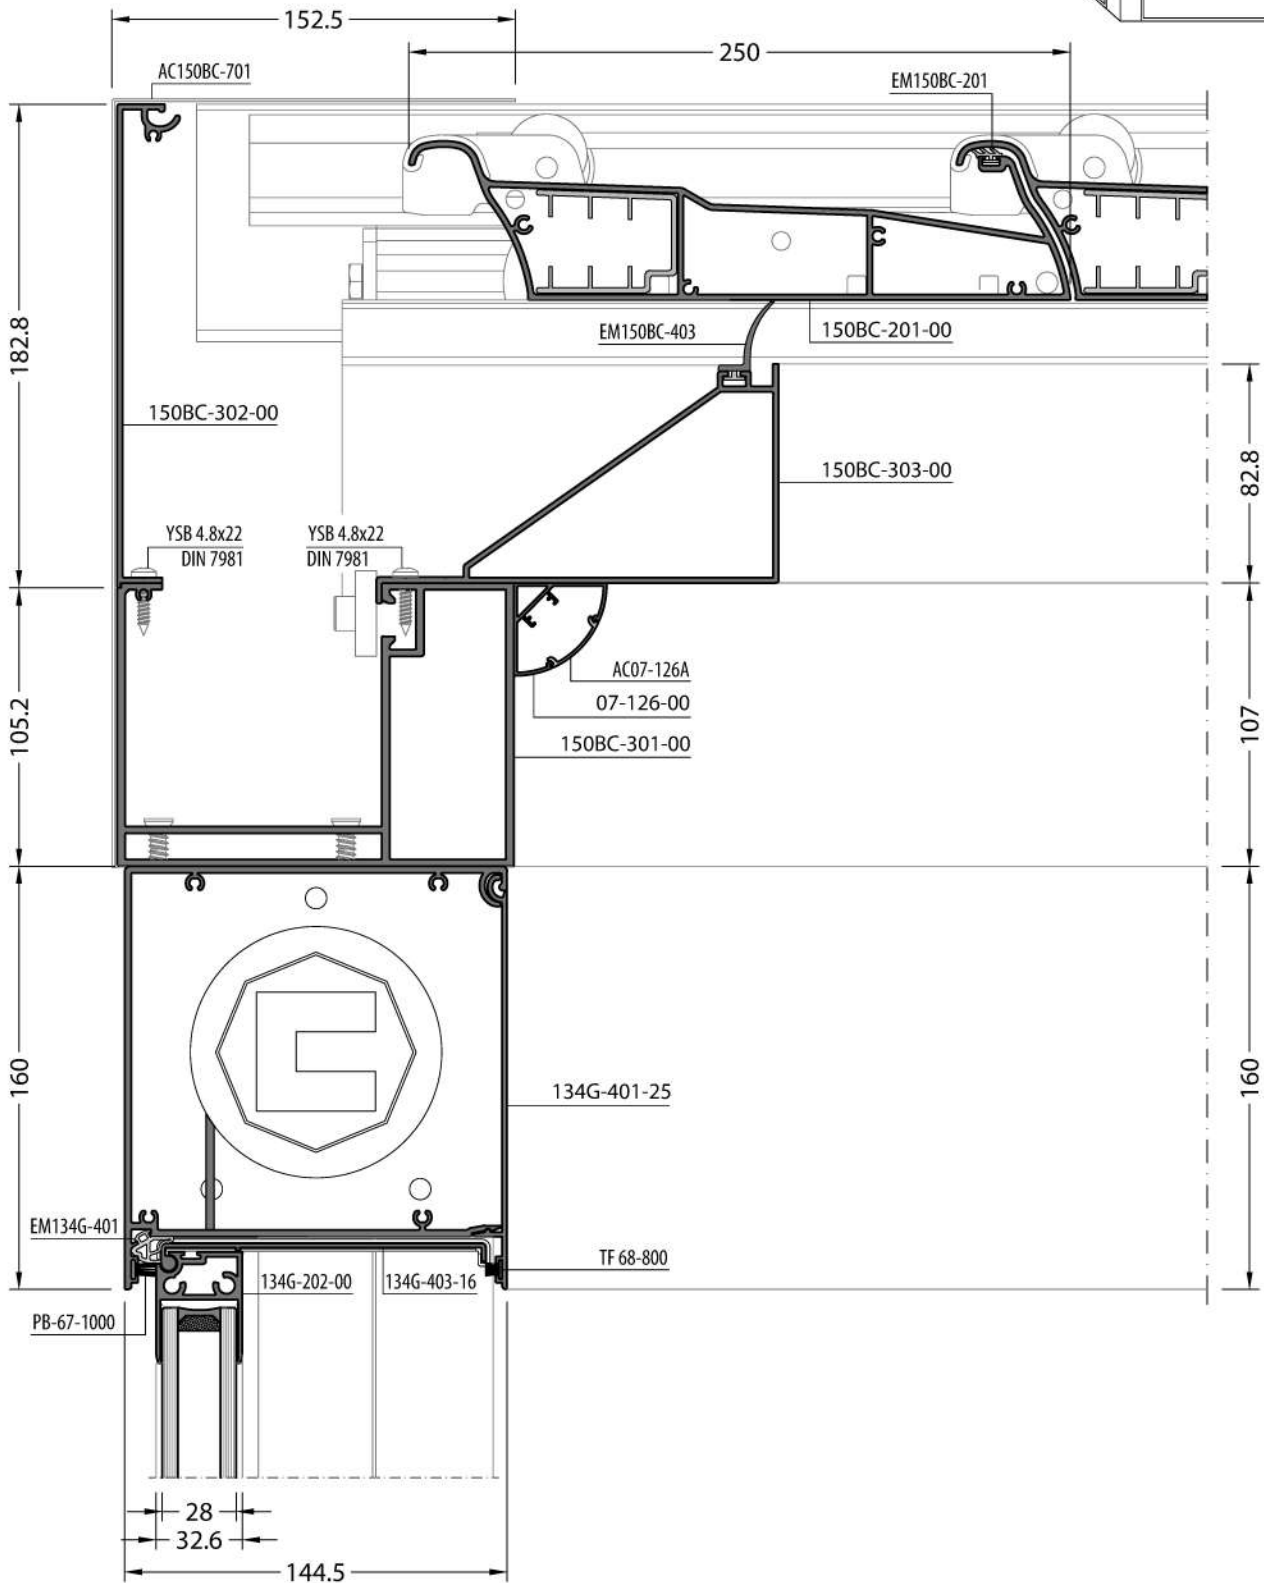 152.5
250
AC150BC-701
EM150BC-201
182.8
EM150BC-403
150BC-201-00
150BC-302-00
82.8
150BC-303-00
YSB 4.8x22
DIN 7981
YSB 4.8x22
DIN 7981
105.2
AC07-126A
07-126-00
107
150BC-301-00
160
134G-401-25
160
EM134G-401
TF 68-800
134G-202-00
134G-403-16
PB-67-1000
28
32.6
144.5